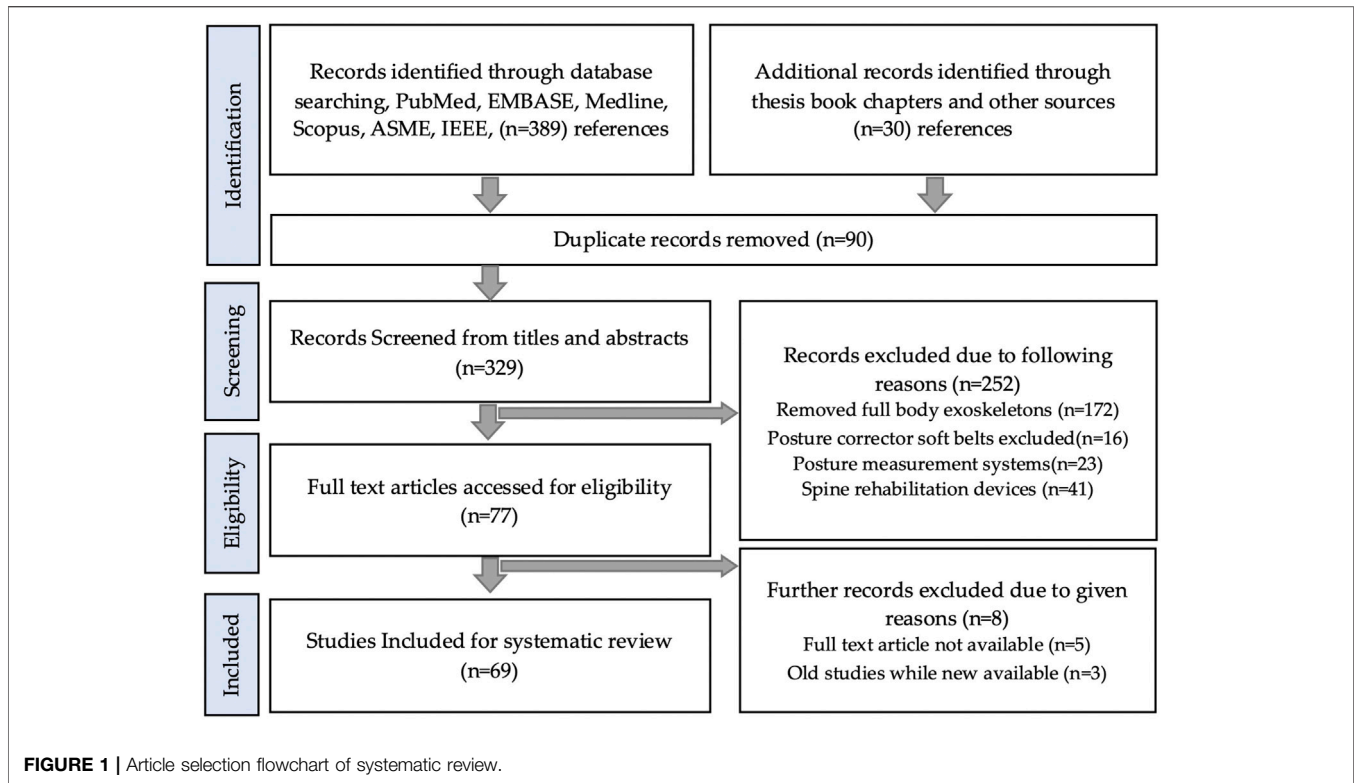 Identification
Records identified through database
searching, PubMed, EMBASE, Medline,
Scopus, ASME, IEEE, (n=389) references
Additional records identified through
thesis book chapters and other sources
(n=30) references
Duplicate records removed (n=90)
Screening
Records Screened from titles and abstracts
(n=329)
Records excluded due to following
reasons (n=252)
Removed full body exoskeletons (n=172)
Posture corrector soft belts excluded(n=16)
Posture measurement systems(n=23)
Spine rehabilitation devices (n=41)
Eligibility
Full text articles accessed for eligibility
(n=77)
Further records excluded due to given
reasons (n=8)
Full text article not available (n=5)
Old studies while new available (n=3)
Included
Studies Included for systematic review
(n=69)
FIGURE 1 | Article selection flowchart of systematic review.